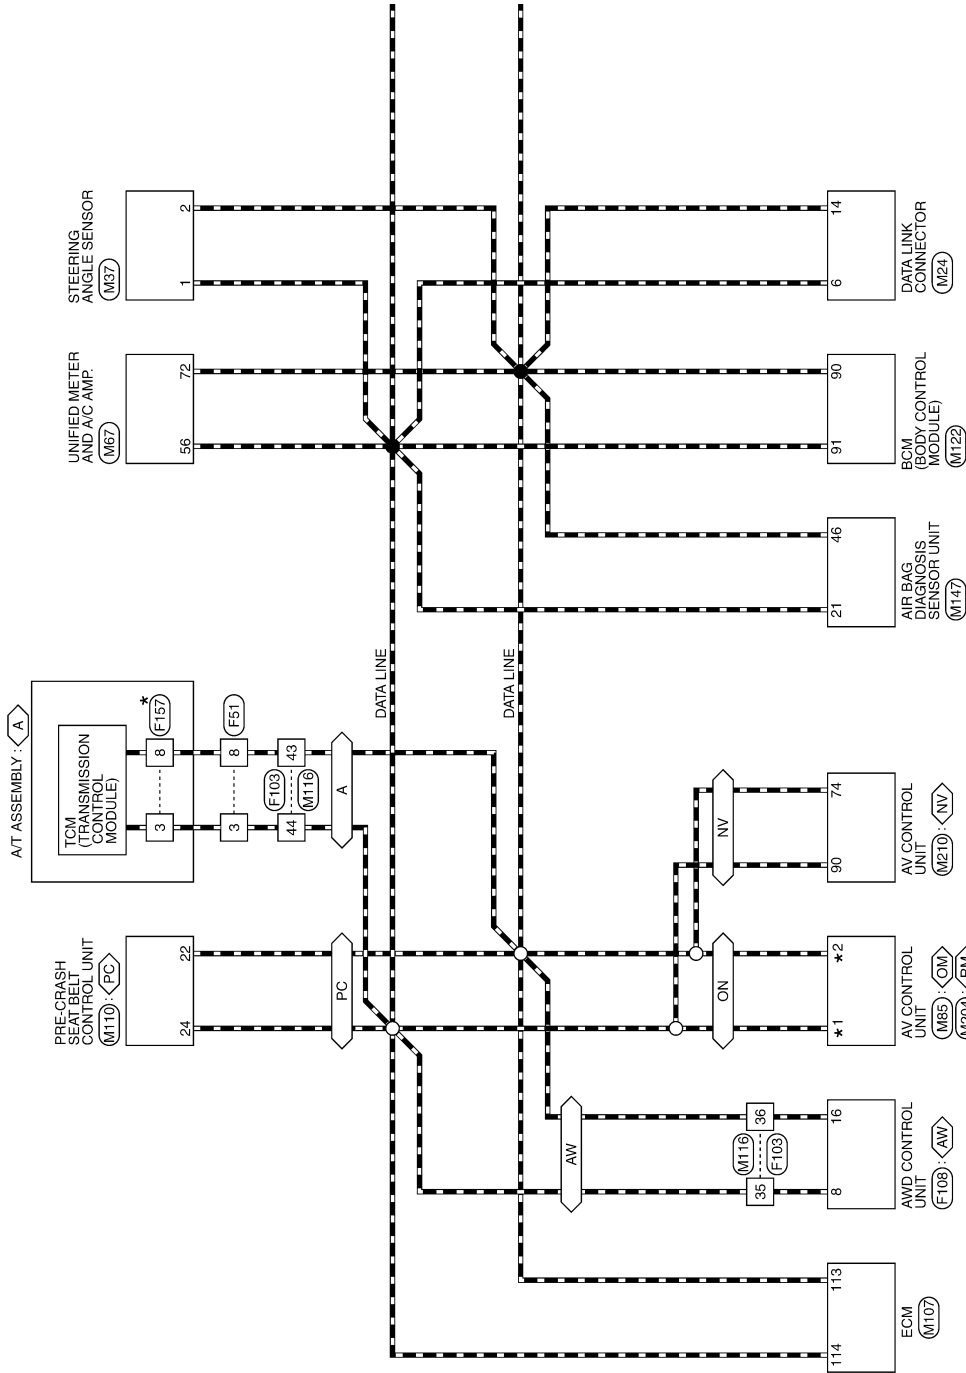 A/T ASSEMBLY : A
TCM
(TRANSMISSION
CONTROL
MODULE)
3
8
*
F157
3
8
F51
44
43
F103
M116
A
PRE-CRASH
SEAT BELT
CONTROL UNIT
M110 : PC
24
22
PC
UNIFIED METER
AND A/C AMP.
M67
56
72
STEERING
ANGLE SENSOR
M37
1
2
DATA LINE
DATA LINE
114
113
ECM
M107
AW
35
36
M116
F103
8
16
AWD CONTROL
UNIT
F108 : AW
ON
*1
*2
AV CONTROL
UNIT
M85 : OM
NV
90
74
AV CONTROL
UNIT
M210 : NV
21
46
AIR BAG
DIAGNOSIS
SENSOR UNIT
M147
91
90
BCM
(BODY CONTROL
MODULE)
M122
6
14
DATA LINK
CONNECTOR
M24